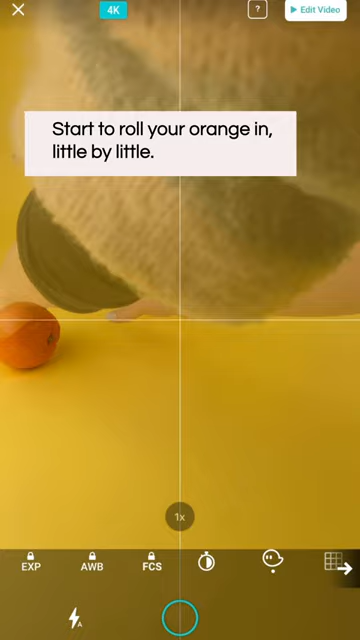 4K
?
Edit Video
Start to roll your orange in,
little by little.
1x
EXP
AWB
FCS
A